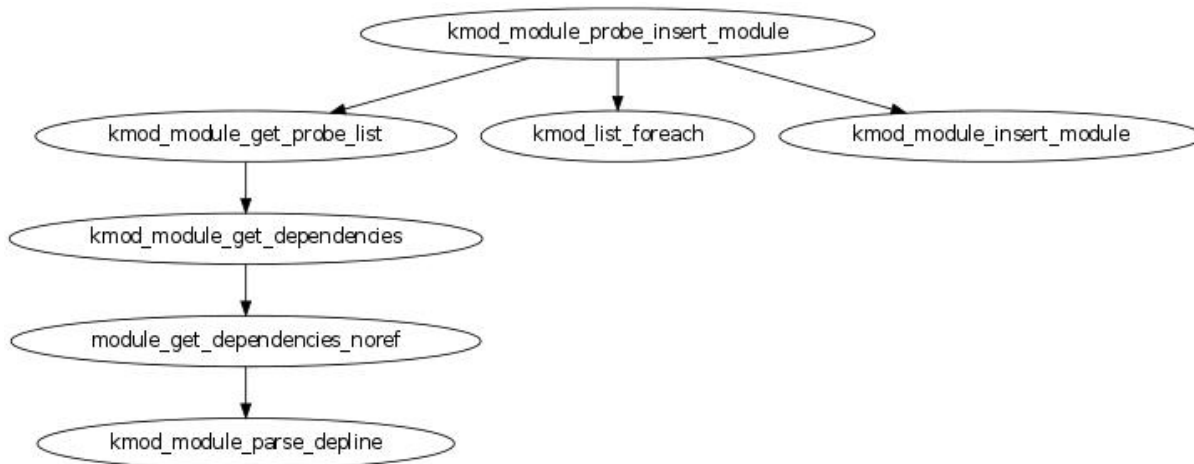 kmod_module_probe_insert_module
kmod_module_get_probe_list
kmod_list_foreach
kmod_module_insert_module
kmod_module_get_dependencies
module_get_dependencies_noref
kmod_module_parse_depline